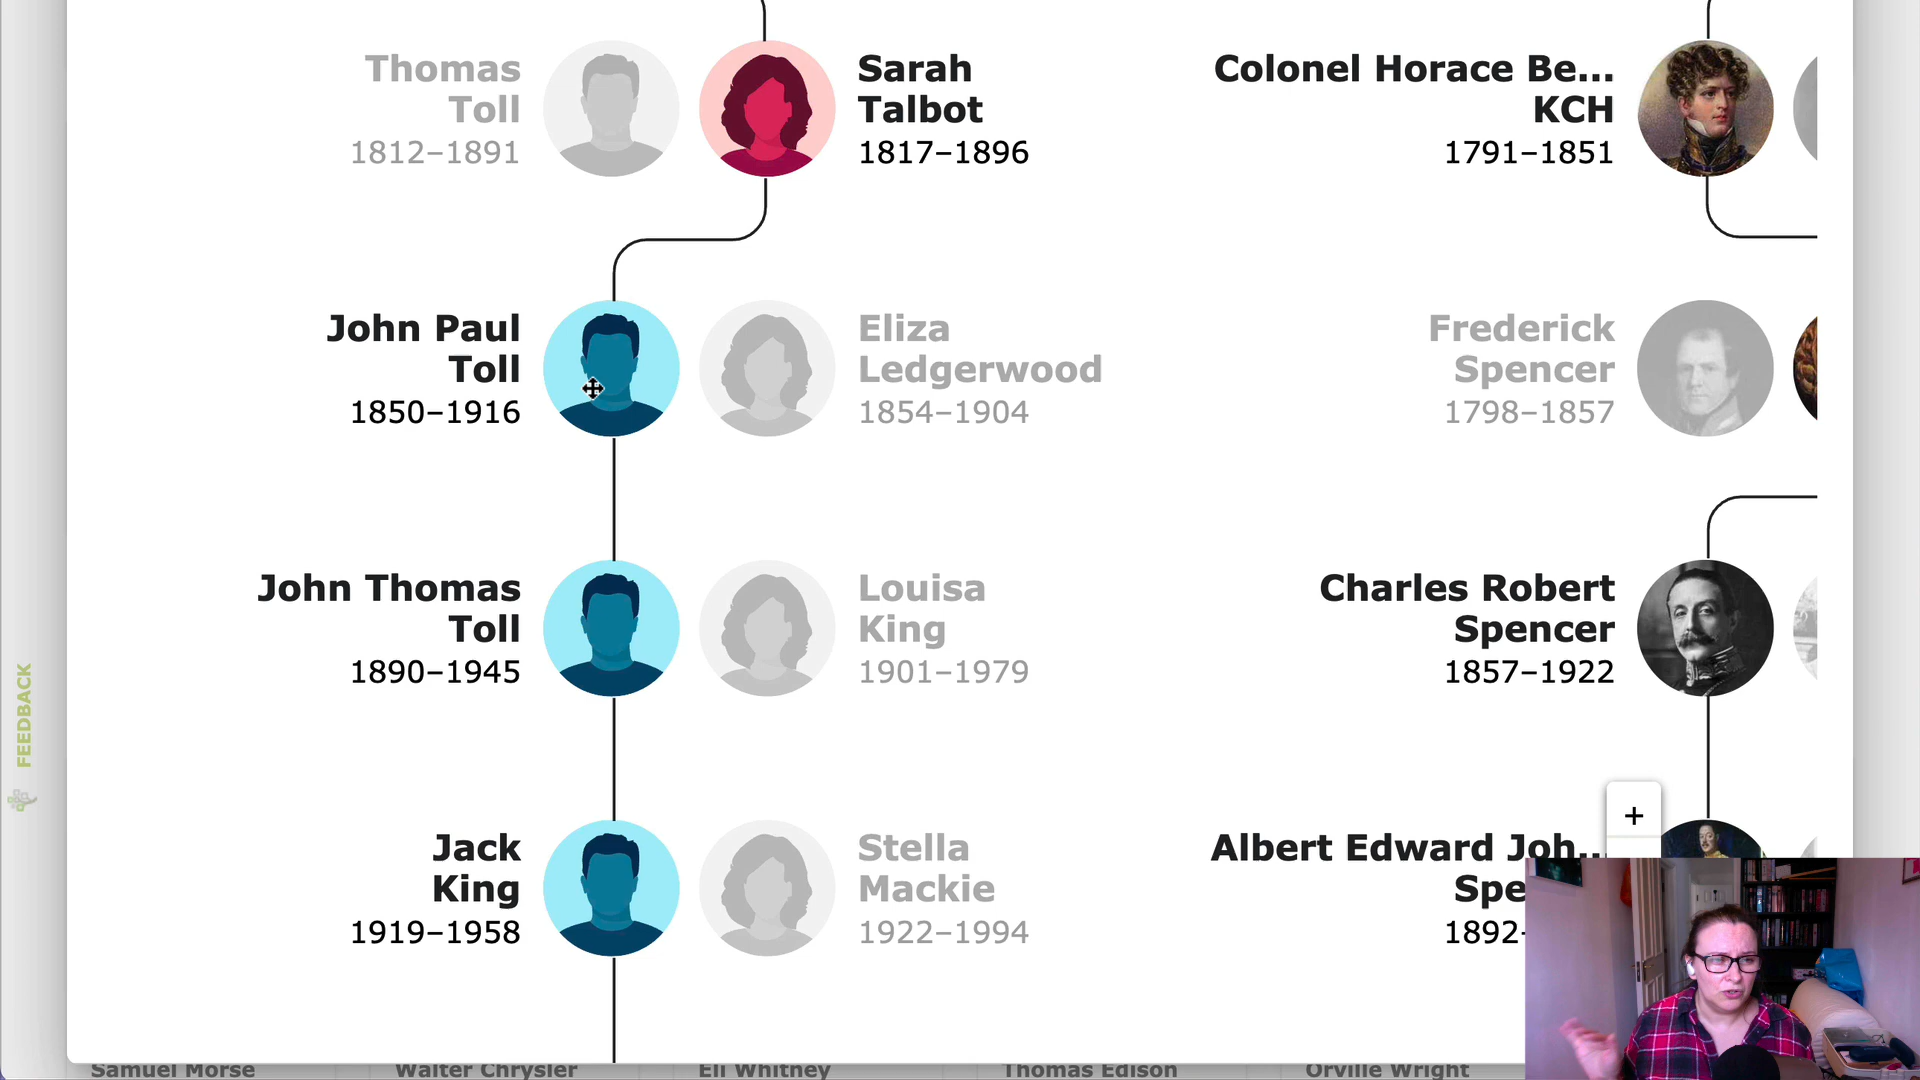 Thomas
Toll
1812–1891
Sarah
Talbot
1817–1896
Colonel Horace Be...
KCH
1791–1851
John Paul
Toll
1850–1916
Eliza
Ledgerwood
1854–1904
Frederick
Spencer
1798–1857
John Thomas
Toll
1890–1945
Louisa
King
1901–1979
Charles Robert
Spencer
1857–1922
FEEDBACK
Jack
King
1919–1958
Stella
Mackie
1922–1994
+
Albert Edward Joh...
Spe
1892-
Samuel Morse
Walter Chrysler
Eli Whitney
Thomas Edison
Orville Wright